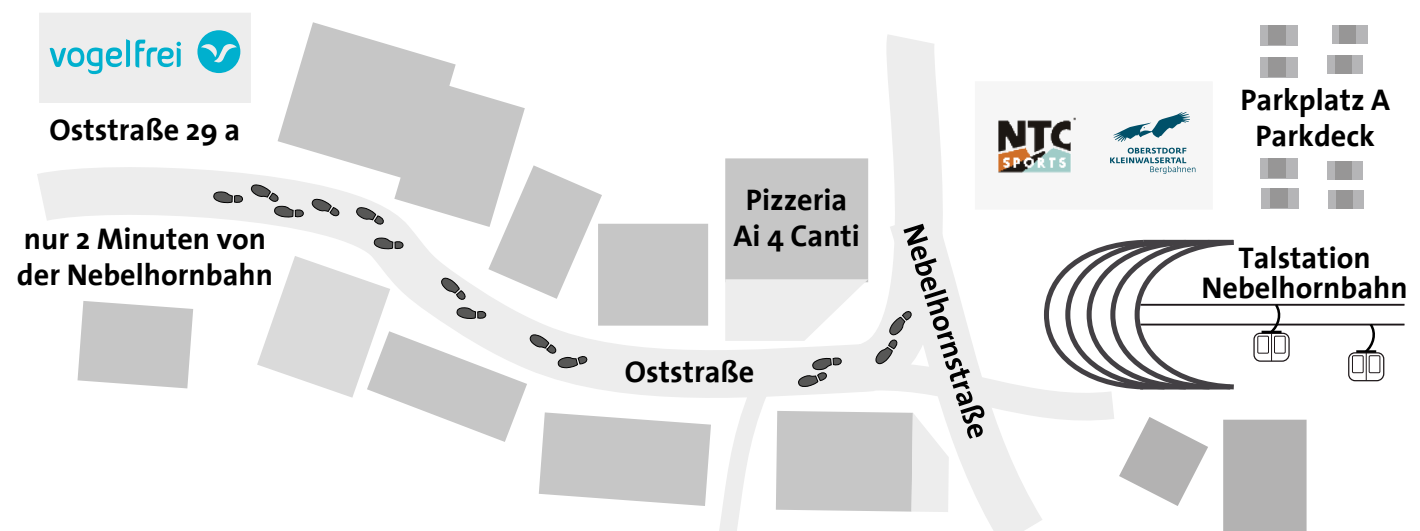 vogelfrei
Oststraße 29 a
nur 2 Minuten von
der Nebelhornbahn
Oststraße
Pizzeria
Ai 4 Canti
Nebelhornstraße
NTC
SPORTS
OBERSTDORF
KLEINWALSERTAL
Bergbahnen
Parkplatz A
Parkdeck
Talstation
Nebelhornbahn